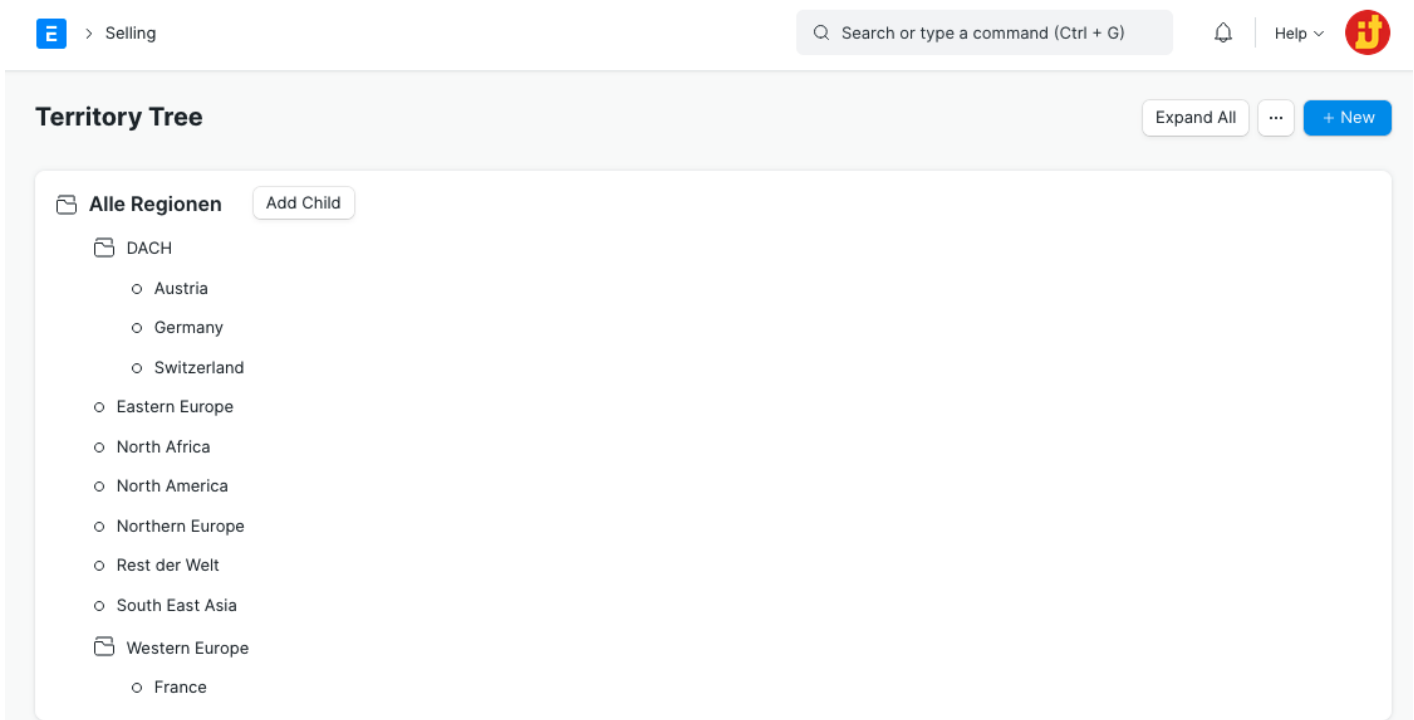 E > Selling Search or type a command (Ctrl + G) Help
Territory Tree Expand All ... + New
Alle Regionen Add Child
DACH
Austria
Germany
Switzerland
Eastern Europe
North Africa
North America
Northern Europe
Rest der Welt
South East Asia
Western Europe
France